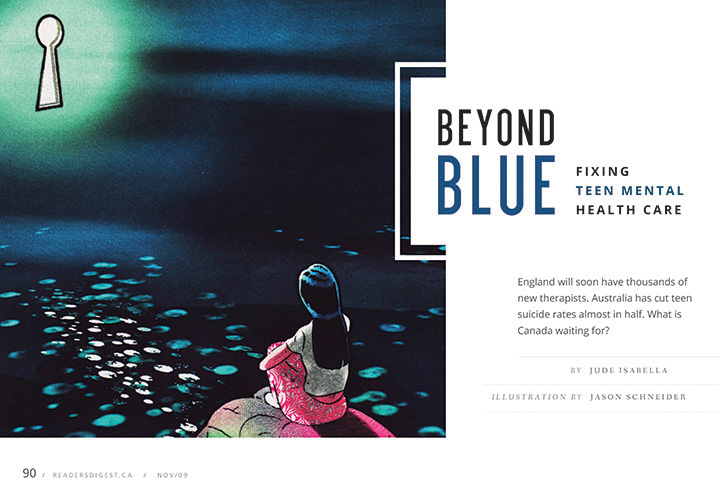 BEYOND
BLUE
FIXING
TEEN MENTAL
HEALTH CARE
England will soon have thousands of
new therapists. Australia has cut teen
suicide rates almost in half. What is
Canada waiting for?
BY JUDE ISABELLA
ILLUSTRATION BY JASON SCHNEIDER
90 / READERSDIGEST.CA / NOV/09